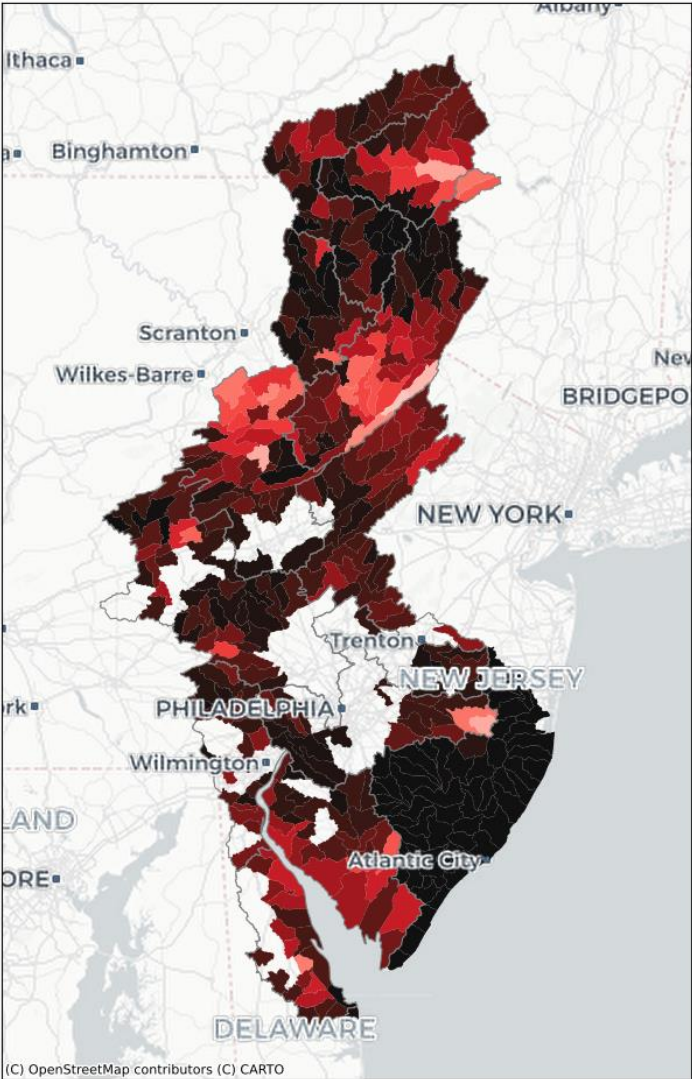 Albany
Ithaca
a
Binghamton
Scranton
Wilkes-Barre
New
BRIDGEPO
NEW YORK
Trenton
NEW JERSEY
rk
PHILADELPHIA
Wilmington
LAND
Atlantic City
ORE
DELAWARE
(C) OpenStreetMap contributors (C) CARTO